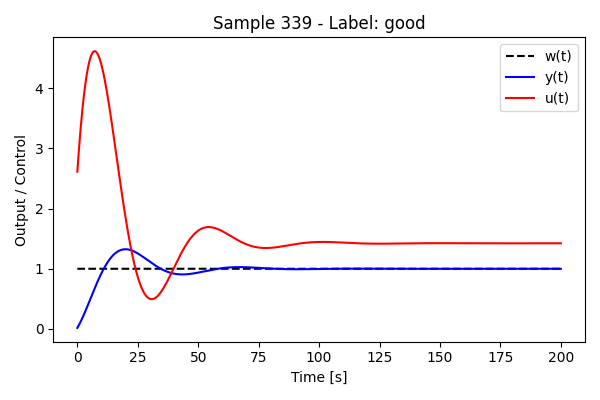 Sample 339 - Label: good
w(t)
y(t)
u(t)
Output / Control
4
3
2
1
0
0 25 50 75 100 125 150 175 200
Time [s]